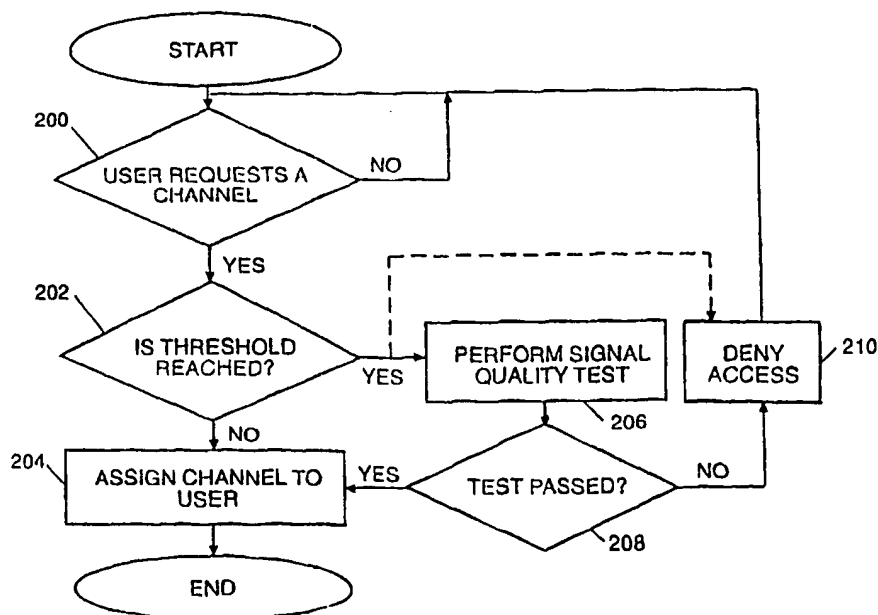 START
200
USER REQUESTS A
CHANNEL
NO
YES
202
IS THRESHOLD
REACHED?
YES
PERFORM SIGNAL
QUALITY TEST
206
DENY
ACCESS
210
NO
204
ASSIGN CHANNEL TO
USER
YES
TEST PASSED?
208
NO
END